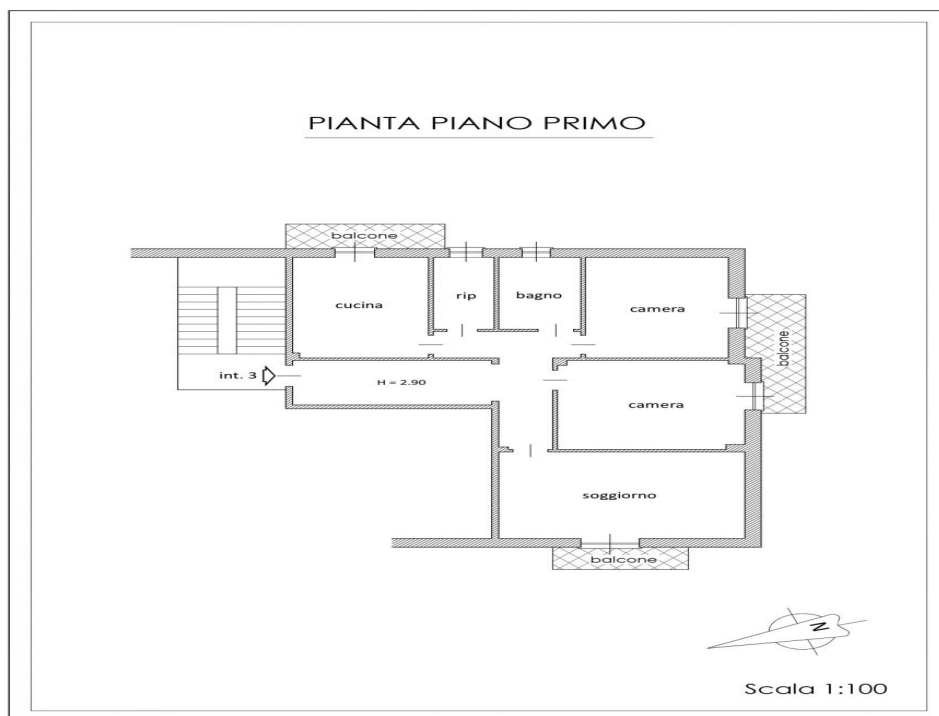 PIANTA PIANO PRIMO
balcone
cucina
rip
bagno
camera
balcone
int. 3
H = 2.90
camera
soggiorno
balcone
N
Scala 1:100